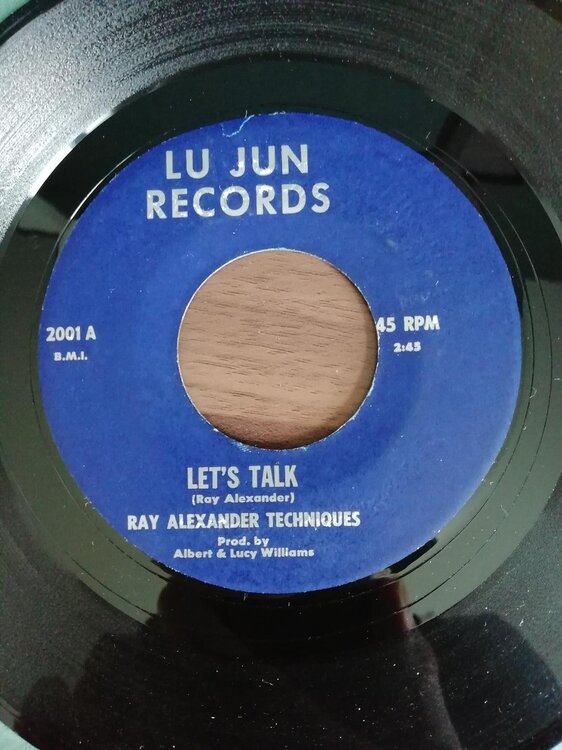 LU JUN
RECORDS
2001 A
B.M.I.
45 RPM
2:45
LET'S TALK
(Ray Alexander)
RAY ALEXANDER TECHNIQUES
Prod. by
Albert & Lucy Williams